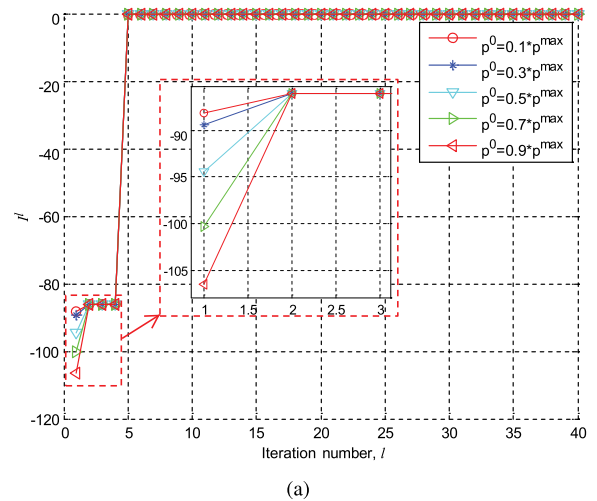 0
-20
-40
-60
-80
-100
-120
I^l
0 5 10 15 20 25 30 35 40
Iteration number, l
p^0=0.1*p^max
p^0=0.3*p^max
p^0=0.5*p^max
p^0=0.7*p^max
p^0=0.9*p^max
-90
-95
-100
-105
1 1.5 2 2.5 3
(a)